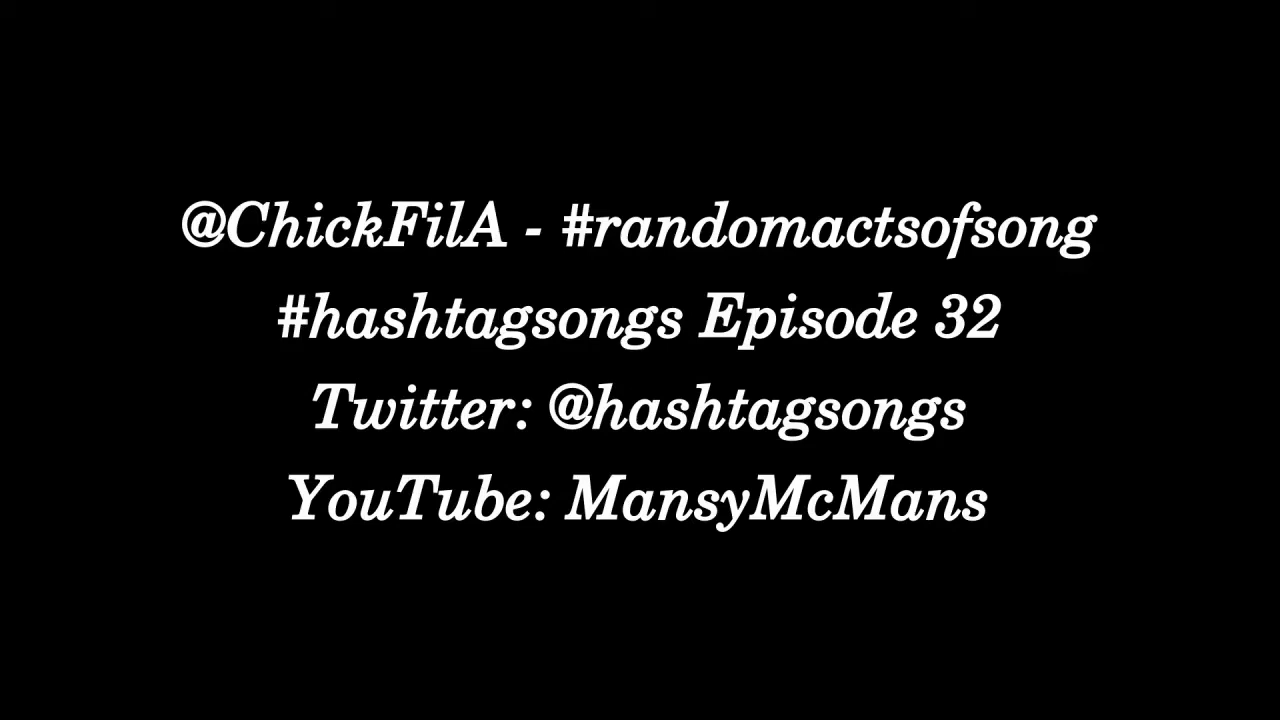 @ChickFilA - #randomactsofsong
#hashtagsongs Episode 32
Twitter: @hashtagsongs
YouTube: MansyMcMans